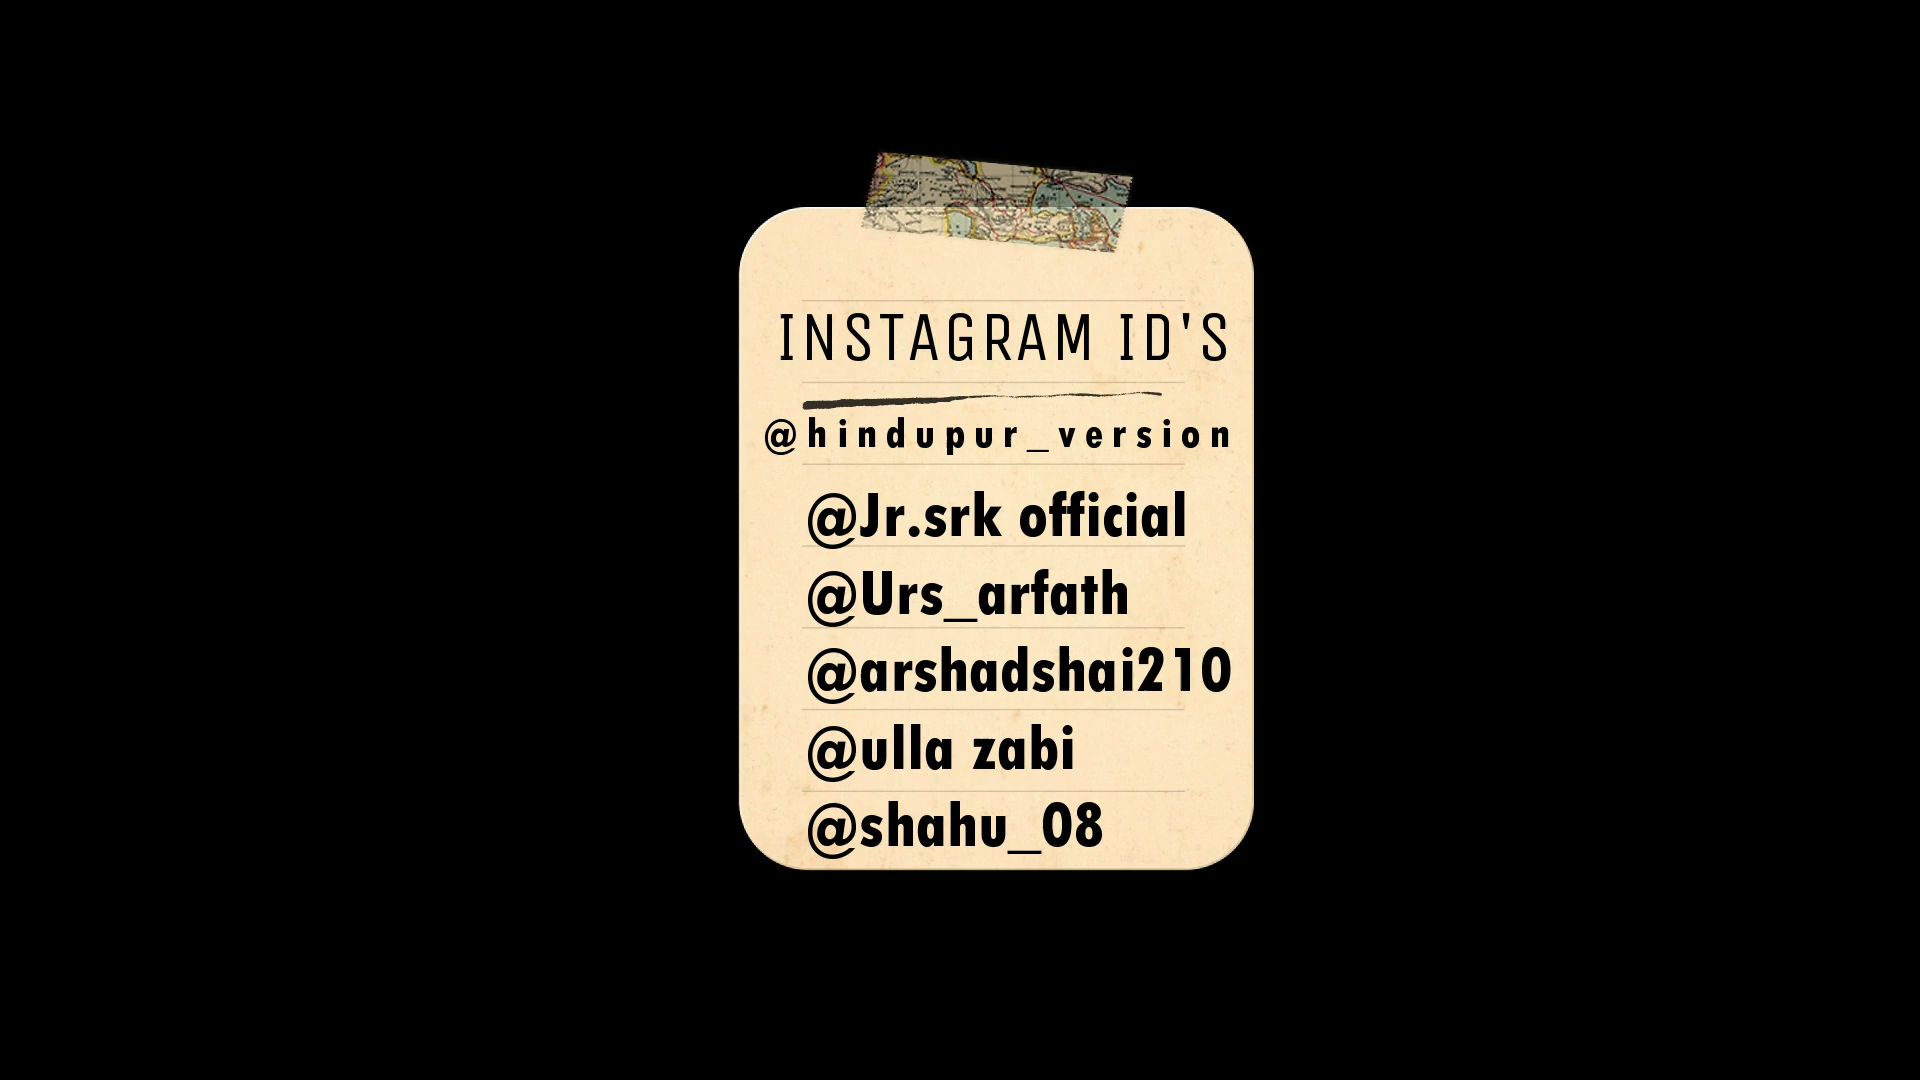 INSTAGRAM ID'S
@hindupur_version
@Jr.srk official
@Urs_arfath
@arshadshai210
@ulla zabi
@shahu_08